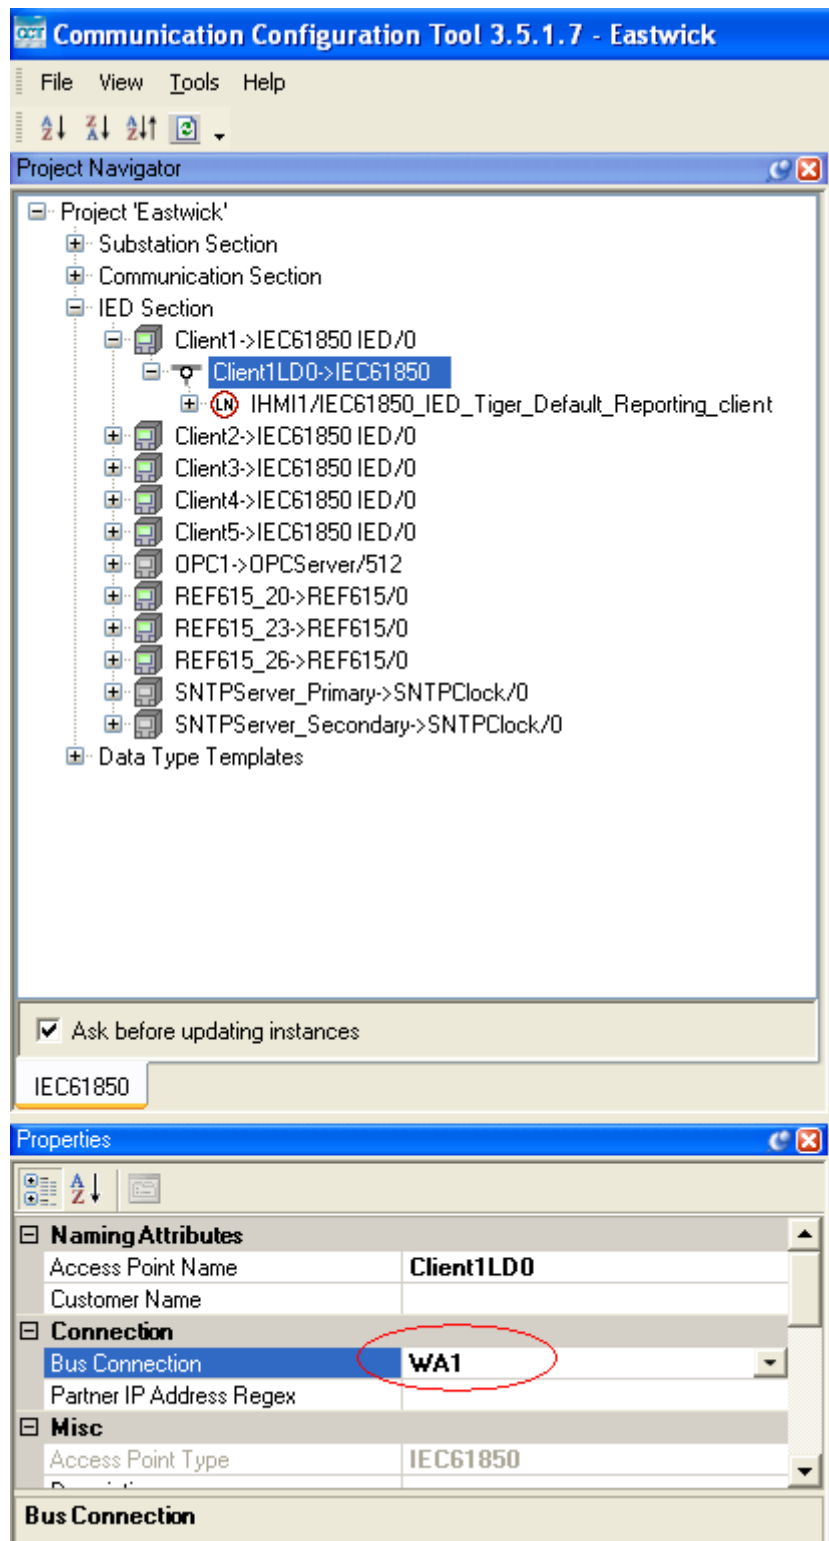 Communication Configuration Tool 3.5.1.7 - Eastwick
File View Tools Help
Project Navigator
Project 'Eastwick'
Substation Section
Communication Section
IED Section
Client1->IEC61850 IED/0
Client1LD0->IEC61850
LN IHMI1/IEC61850_IED_Tiger_Default_Reporting_client
Client2->IEC61850 IED/0
Client3->IEC61850 IED/0
Client4->IEC61850 IED/0
Client5->IEC61850 IED/0
OPC1->OPCServer/512
REF615_20->REF615/0
REF615_23->REF615/0
REF615_26->REF615/0
SNTPServer_Primary->SNTPClock/0
SNTPServer_Secondary->SNTPClock/0
Data Type Templates
Ask before updating instances
IEC61850
Properties
Naming Attributes
Access Point Name Client1LD0
Customer Name
Connection
Bus Connection WA1
Partner IP Address Regex
Misc
Access Point Type IEC61850
Bus Connection